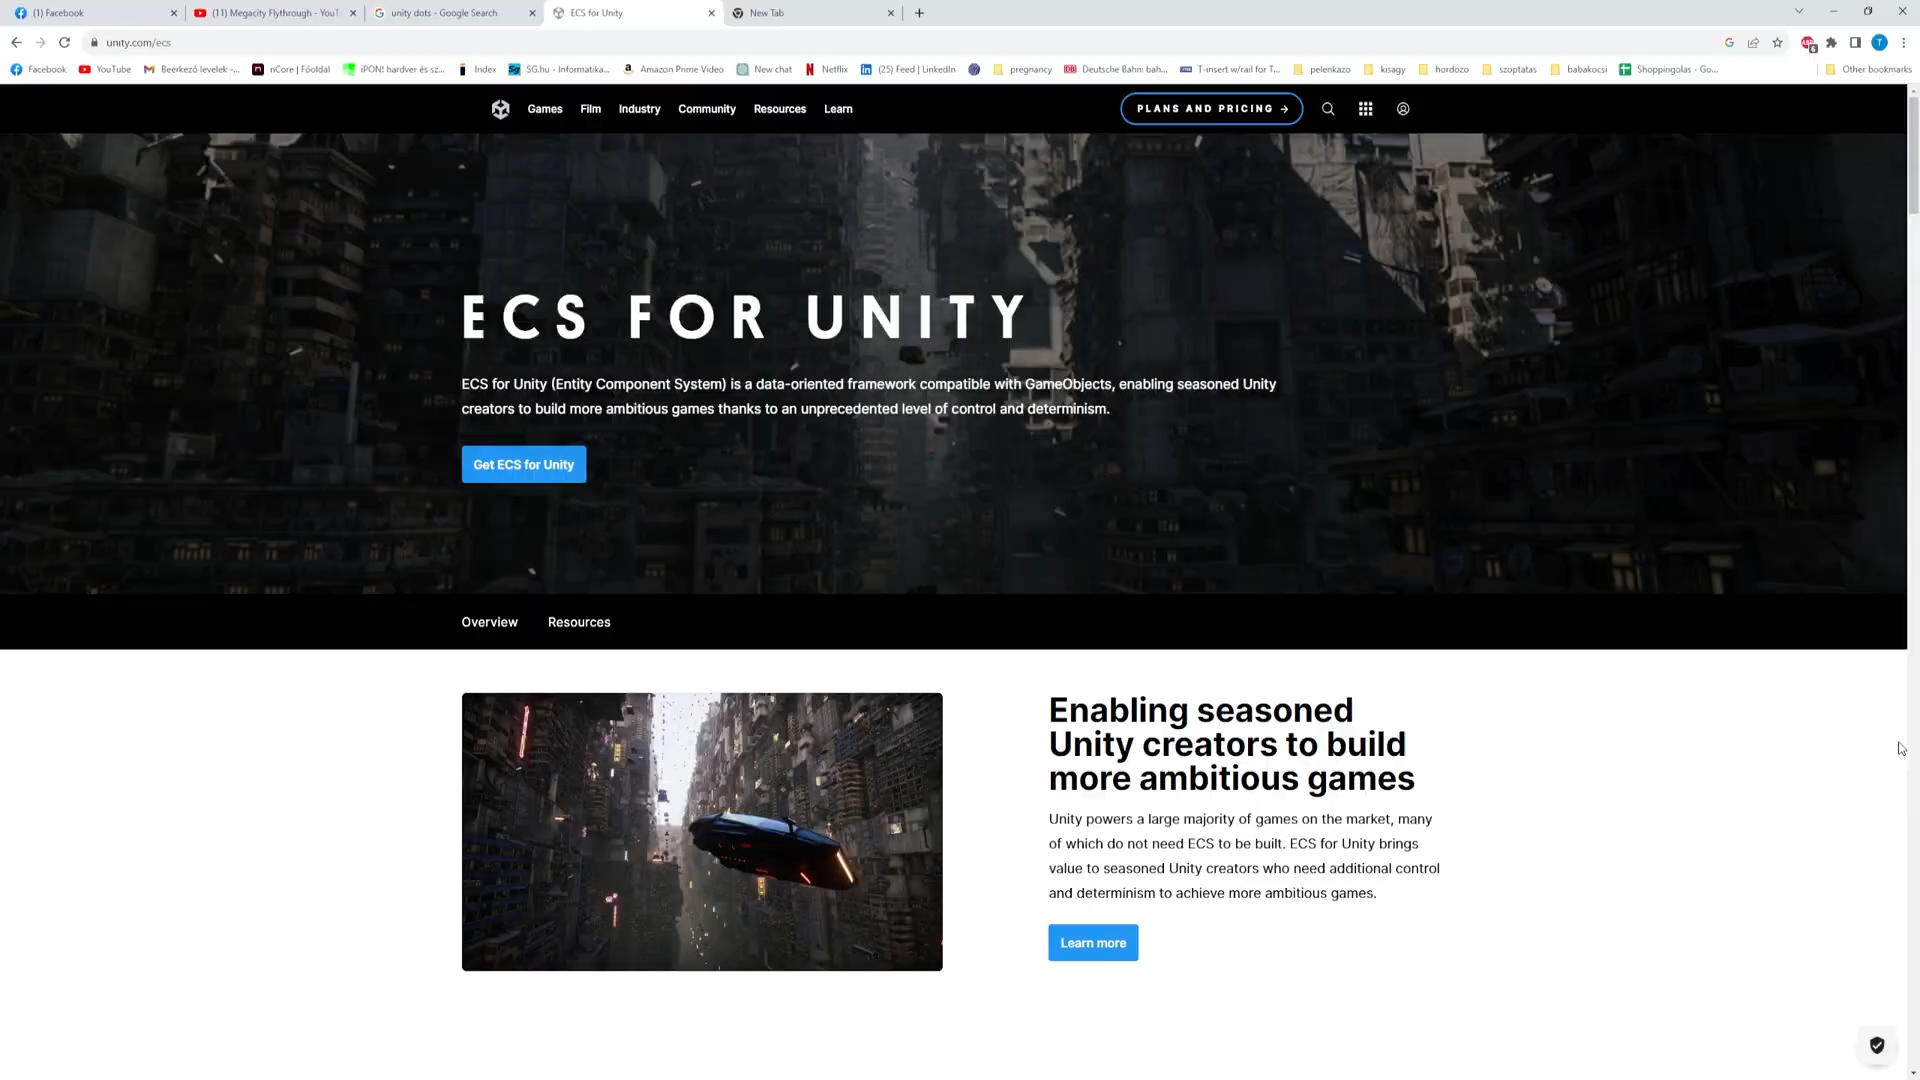 (1) Facebook
(11) Megacity Flythrough - YouT
unity dots - Google Search
ECS for Unity
New Tab
unity.com/ecs
6
T
Facebook
YouTube
Beérkező levelek -...
nCore | Főoldal
iPON! hardver és sz...
Index
SG.hu - Informatika...
Amazon Prime Video
New chat
Netflix
(25) Feed | LinkedIn
pregnancy
Deutsche Bahn: bah...
T-insert w/rail for T...
pelenkazo
kisagy
hordozo
szoptatas
babakocsi
Shoppingolas - Go...
Other bookmarks
Games
Film
Industry
Community
Resources
Learn
PLANS AND PRICING →
ECS FOR UNITY
ECS for Unity (Entity Component System) is a data-oriented framework compatible with GameObjects, enabling seasoned Unity
creators to build more ambitious games thanks to an unprecedented level of control and determinism.
Get ECS for Unity
Overview
Resources
Enabling seasoned
Unity creators to build
more ambitious games
Unity powers a large majority of games on the market, many
of which do not need ECS to be built. ECS for Unity brings
value to seasoned Unity creators who need additional control
and determinism to achieve more ambitious games.
Learn more